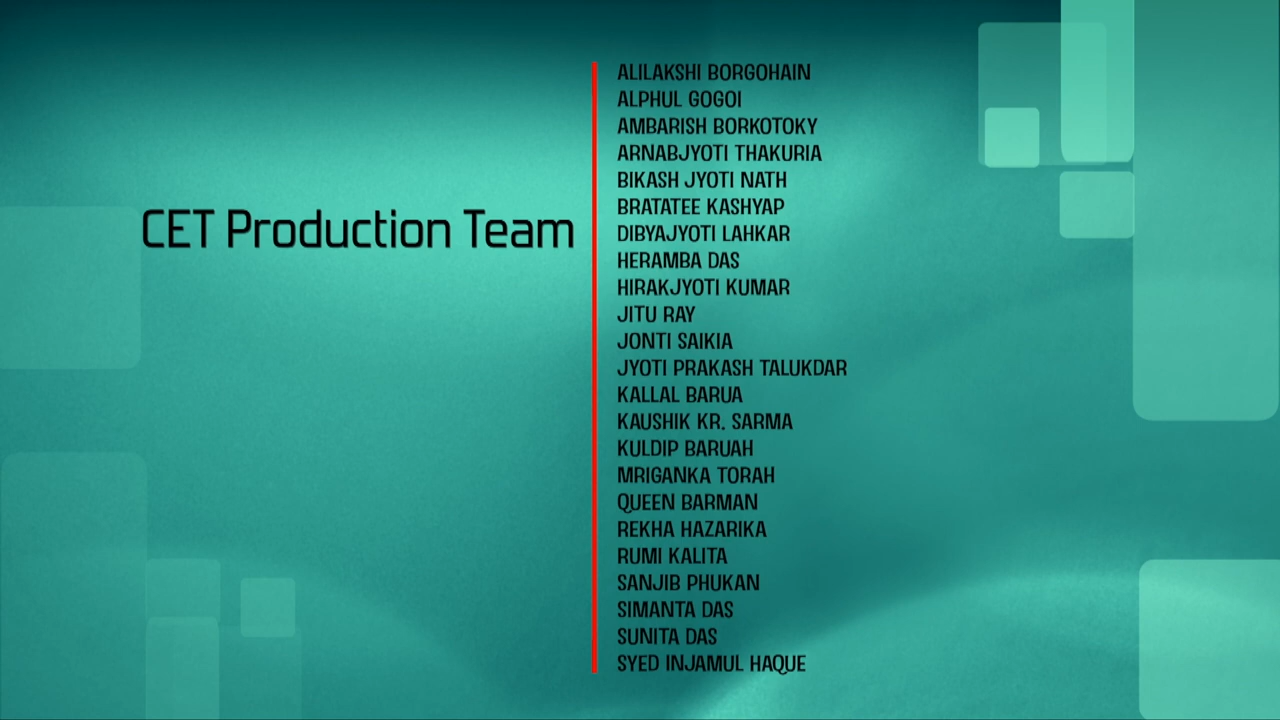 CET Production Team
ALILAKSHI BORGOHAIN
ALPHUL GOGOI
AMBARISH BORKOTOKY
ARNABJYOTI THAKURIA
BIKASH JYOTI NATH
BRATATEE KASHYAP
DIBYAJYOTI LAHKAR
HERAMBA DAS
HIRAKJYOTI KUMAR
JITU RAY
JONTI SAIKIA
JYOTI PRAKASH TALUKDAR
KALLAL BARUA
KAUSHIK KR. SARMA
KULDIP BARUAH
MRIGANKA TORAH
QUEEN BARMAN
REKHA HAZARIKA
RUMI KALITA
SANJIB PHUKAN
SIMANTA DAS
SUNITA DAS
SYED INJAMUL HAQUE